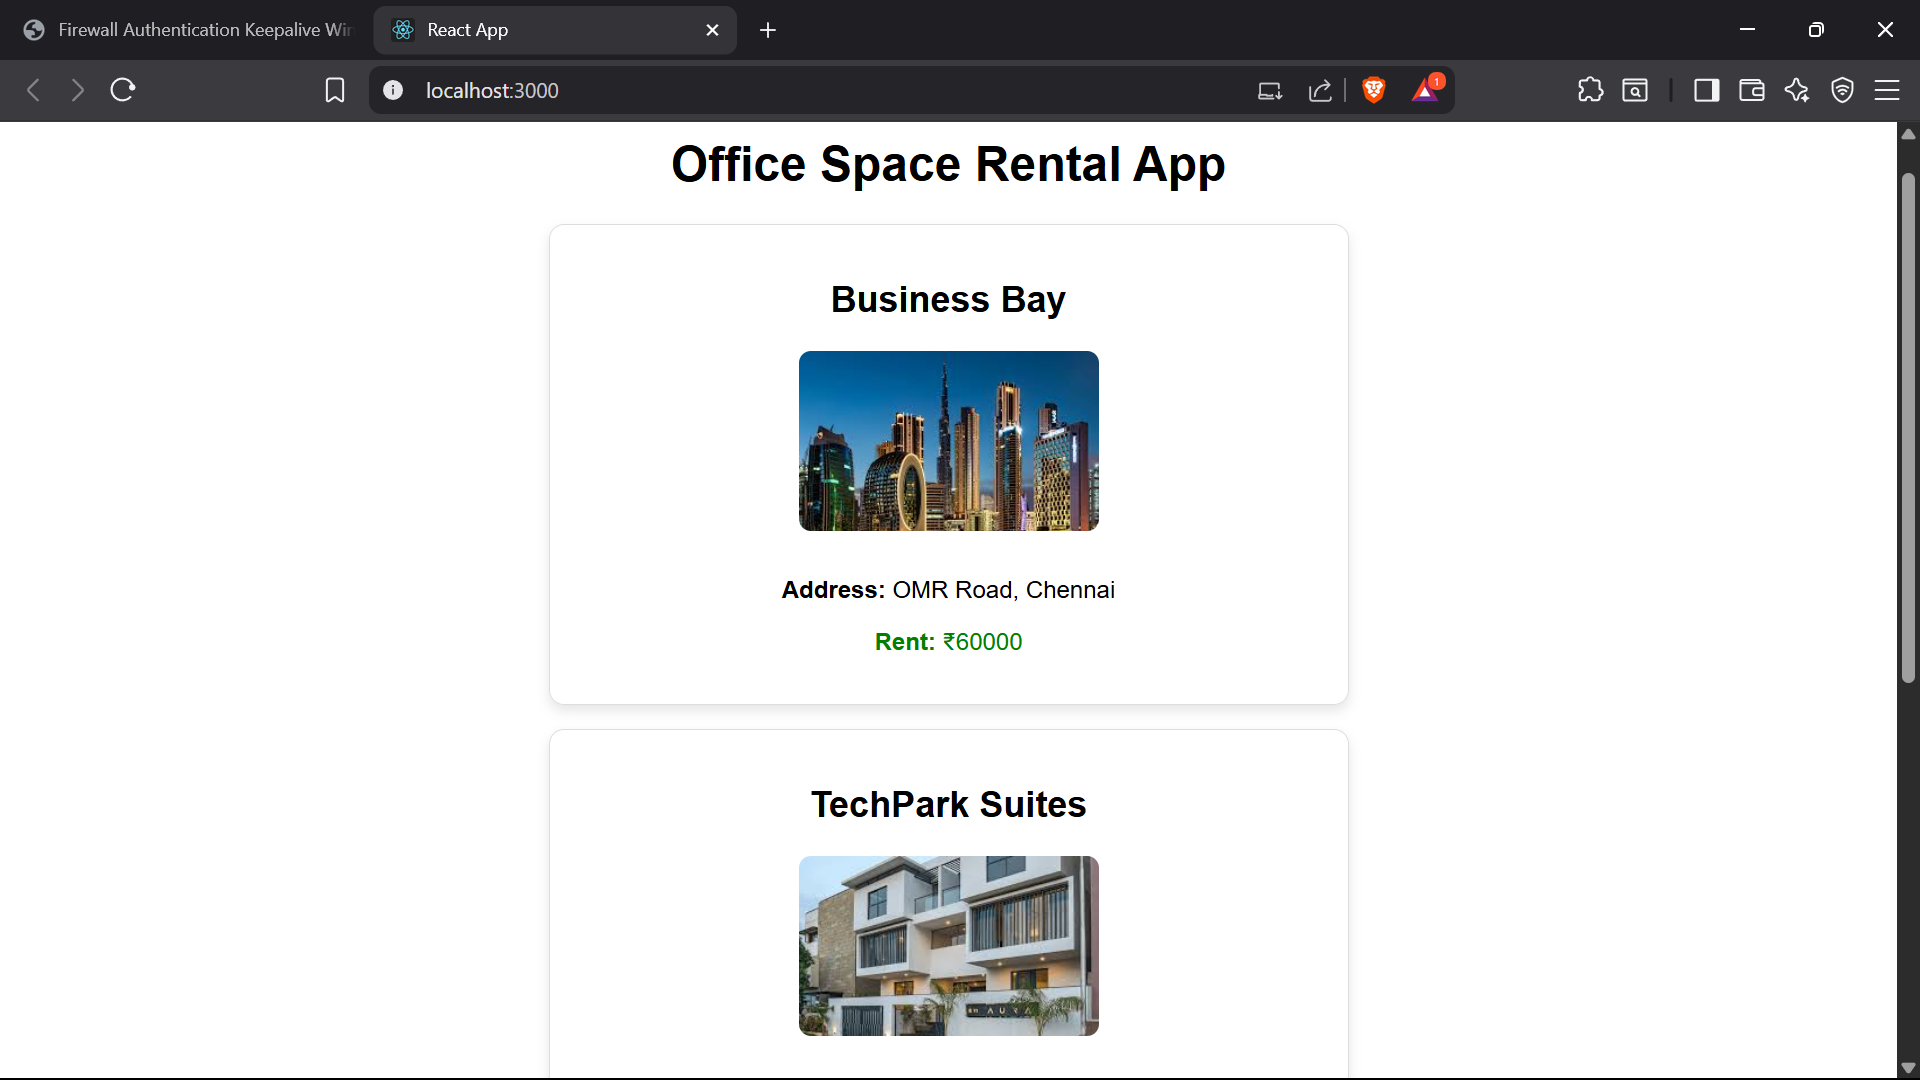 Firewall Authentication Keepalive Wi
React App
1
localhost:3000
Office Space Rental App
Business Bay
Address: OMR Road, Chennai
Rent: ₹60000
TechPark Suites
AURA